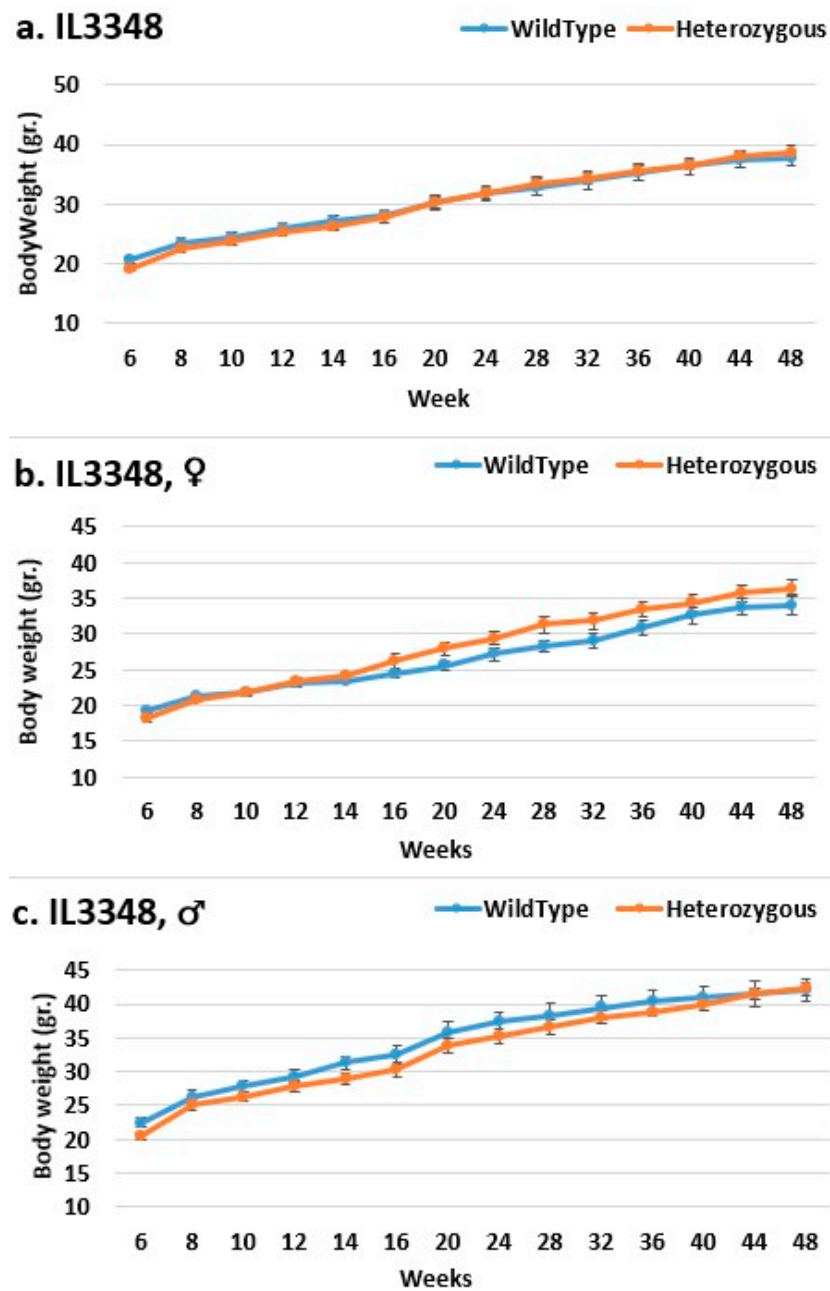 a. IL3348
WildType Heterozygous
50
40
30
20
10
BodyWeight (gr.)
6 8 10 12 14 16 20 24 28 32 36 40 44 48
Week
b. IL3348, ♀
WildType Heterozygous
45
40
35
30
25
20
15
10
Body weight (gr.)
6 8 10 12 14 16 20 24 28 32 36 40 44 48
Weeks
c. IL3348, ♂
WildType Heterozygous
45
40
35
30
25
20
15
10
Body weight (gr.)
6 8 10 12 14 16 20 24 28 32 36 40 44 48
Weeks